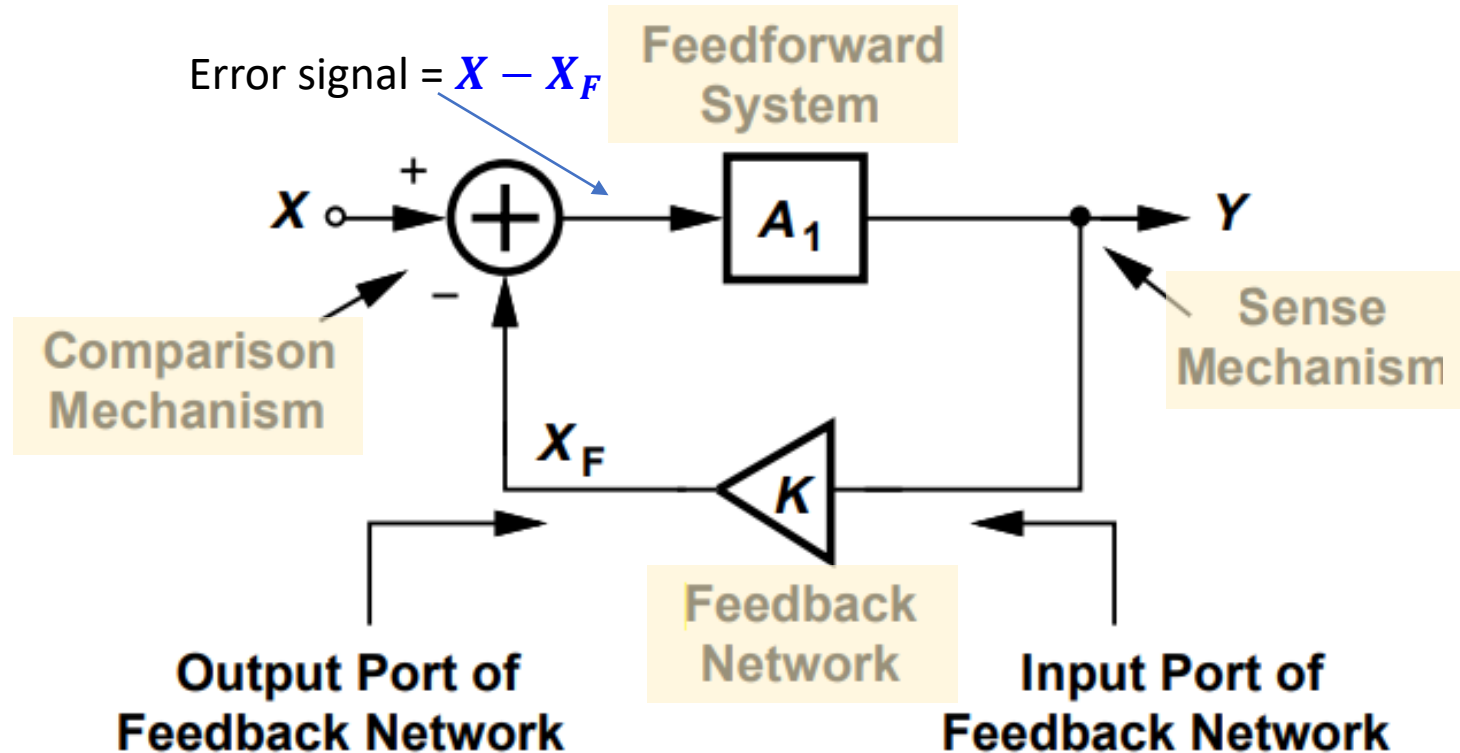 Error signal = X − X_F
Feedforward
System
+
X
+
A1
Y
−
Comparison
Mechanism
Sense
Mechanism
XF
K
Feedback
Network
Output Port of
Feedback Network
Input Port of
Feedback Network